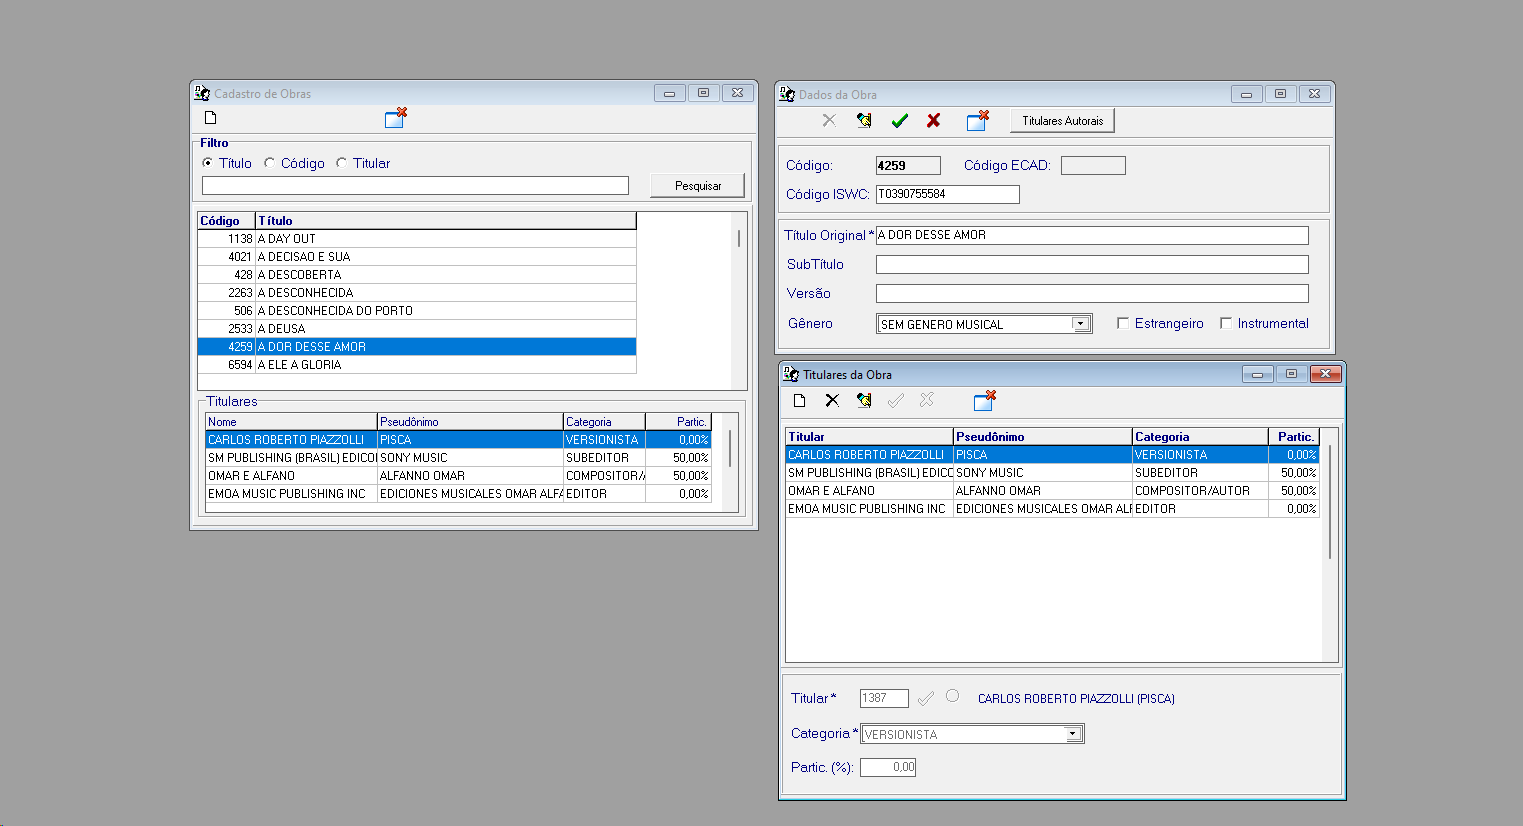 Cadastro de Obras
Filtro
Título Código Titular
Pesquisar
Código Título
1138 A DAY OUT
4021 A DECISAO E SUA
428 A DESCOBERTA
2263 A DESCONHECIDA
506 A DESCONHECIDA DO PORTO
2533 A DEUSA
4259 A DOR DESSE AMOR
6594 A ELE A GLORIA
Titulares
Nome Pseudônimo Categoria Partic.
CARLOS ROBERTO PIAZZOLLI PISCA VERSIONISTA 0,00%
SM PUBLISHING (BRASIL) EDICOI SONY MUSIC SUBEDITOR 50,00%
OMAR E ALFANO ALFANNO OMAR COMPOSITOR/A 50,00%
EMOA MUSIC PUBLISHING INC EDICIONES MUSICALES OMAR ALFA EDITOR 0,00%
Dados da Obra
Titulares Autorais
Código: 4259 Código ECAD:
Código ISWC: T0390755584
Título Original * A DOR DESSE AMOR
SubTítulo
Versão
Gênero SEM GENERO MUSICAL Estrangeiro Instrumental
Titulares da Obra
Titular Pseudônimo Categoria Partic.
CARLOS ROBERTO PIAZZOLLI PISCA VERSIONISTA 0,00%
SM PUBLISHING (BRASIL) EDICC SONY MUSIC SUBEDITOR 50,00%
OMAR E ALFANO ALFANNO OMAR COMPOSITOR/AUTOR 50,00%
EMOA MUSIC PUBLISHING INC EDICIONES MUSICALES OMAR ALF EDITOR 0,00%
Titular * 1387 CARLOS ROBERTO PIAZZOLLI (PISCA)
Categoria * VERSIONISTA
Partic. (%): 0,00